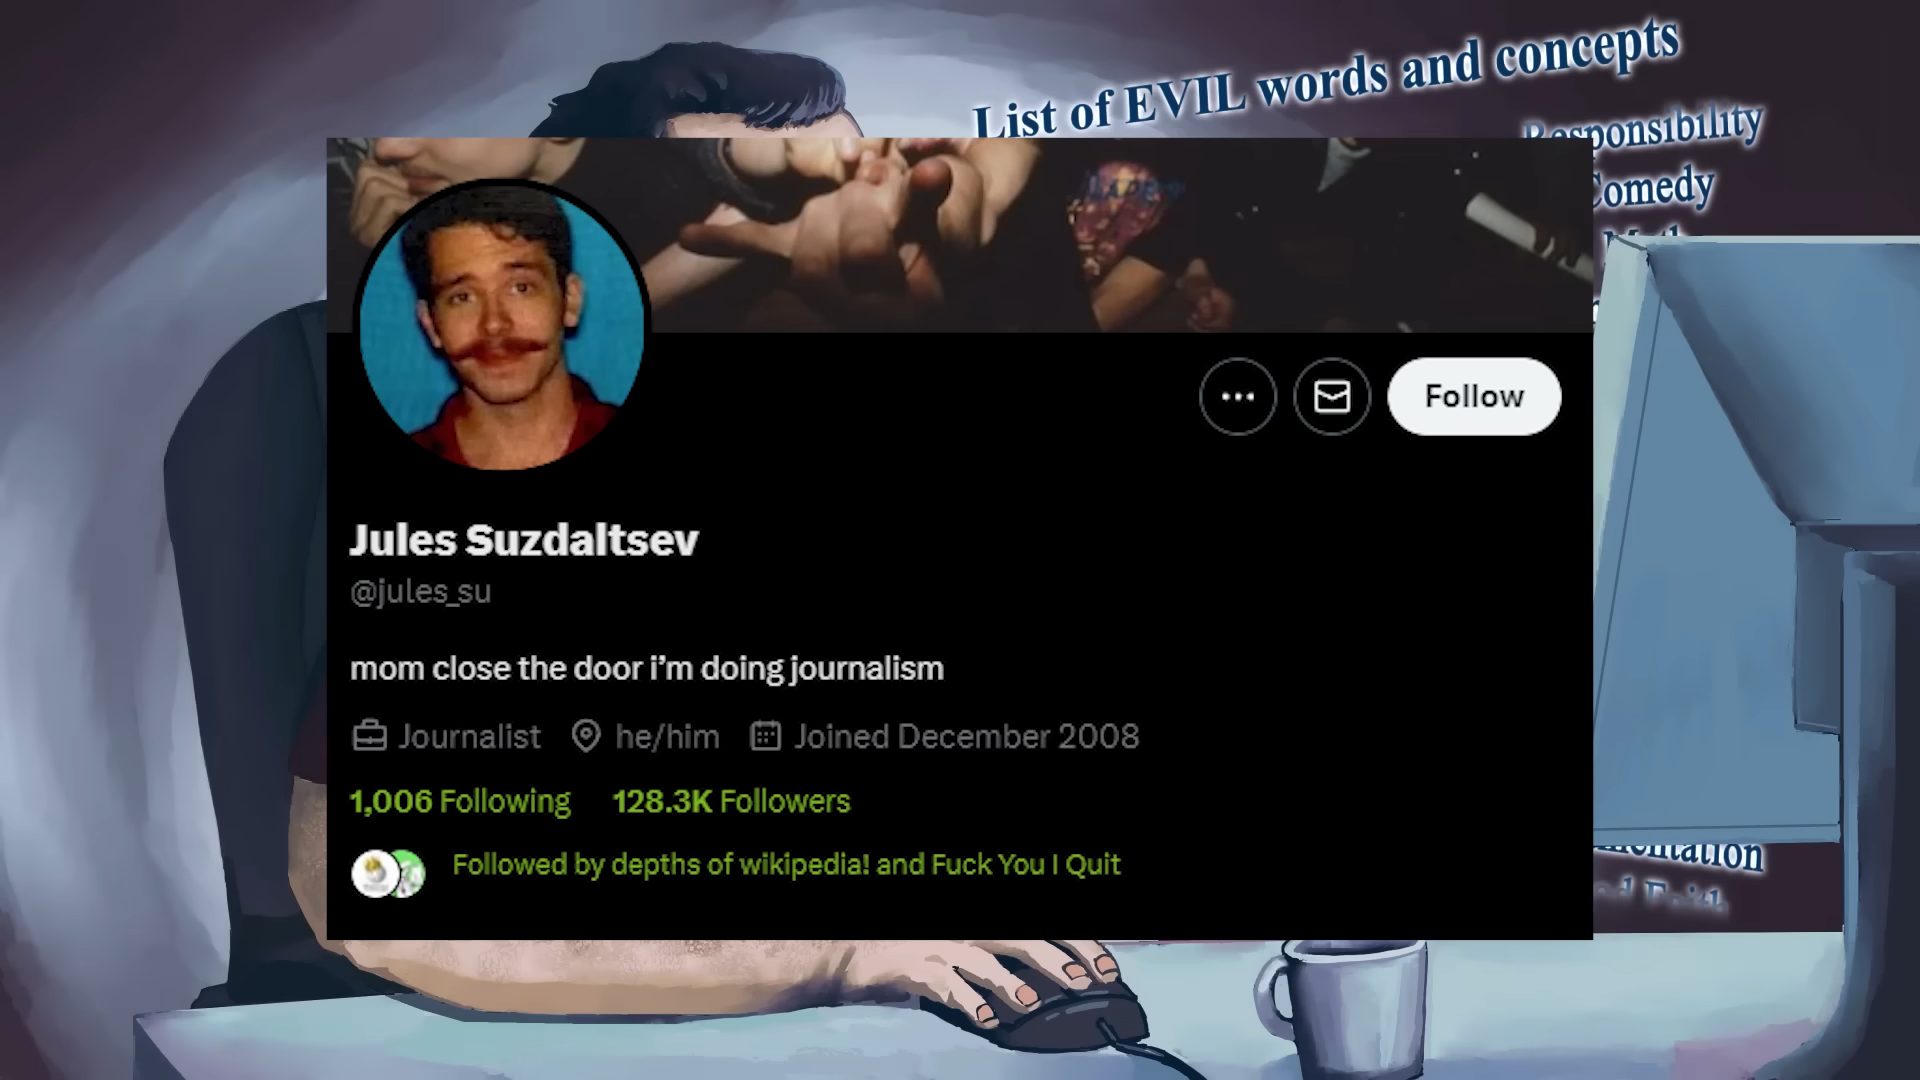 List of EVIL words and concepts
Responsibility
Comedy
Jules Suzdaltsev
@jules_su
Follow
mom close the door i'm doing journalism
Journalist he/him Joined December 2008
1,006 Following 128.3K Followers
Followed by depths of wikipedia! and Fuck You I Quit